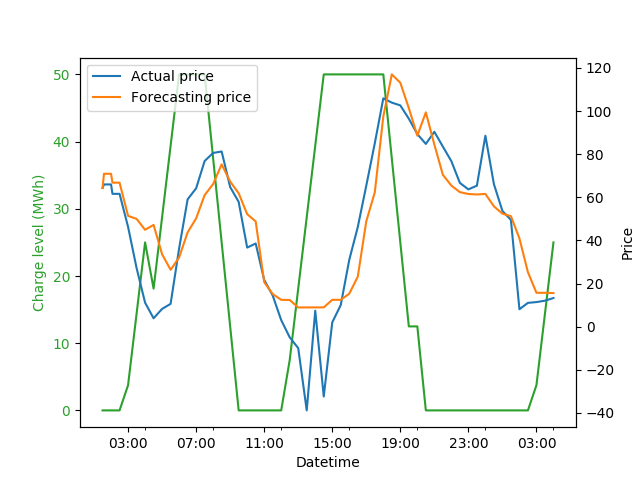 Actual price
Forecasting price
50
40
30
20
10
0
Charge level (MWh)
120
100
80
60
40
20
0
−20
−40
Price
03:00 07:00 11:00 15:00 19:00 23:00 03:00
Datetime